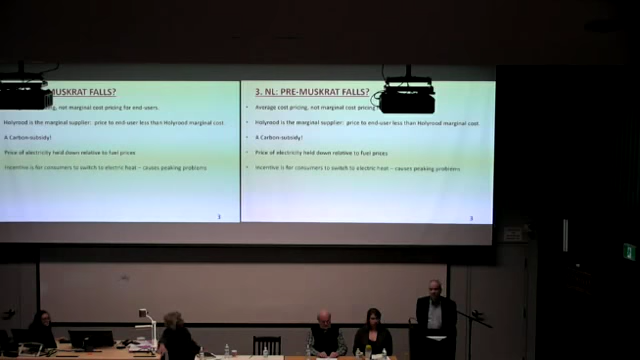 MUSKRAT FALLS?
not marginal cost pricing for end-users.
Holyrood is the marginal supplier: price to end-user less than Holyrood marginal cost.
A Carbon-subsidy!
Price of electricity held down relative to fuel prices
Incentive is for consumers to switch to electric heat – causes peaking problems
3
3. NL: PRE-MUSKRAT FALLS?
• Average cost pricing, not marginal cost pricing
• Holyrood is the marginal supplier: price to end-user less than Holyrood marginal cost.
• A Carbon-subsidy!
• Price of electricity held down relative to fuel prices
• Incentive is for consumers to switch to electric heat – causes peaking problems
3